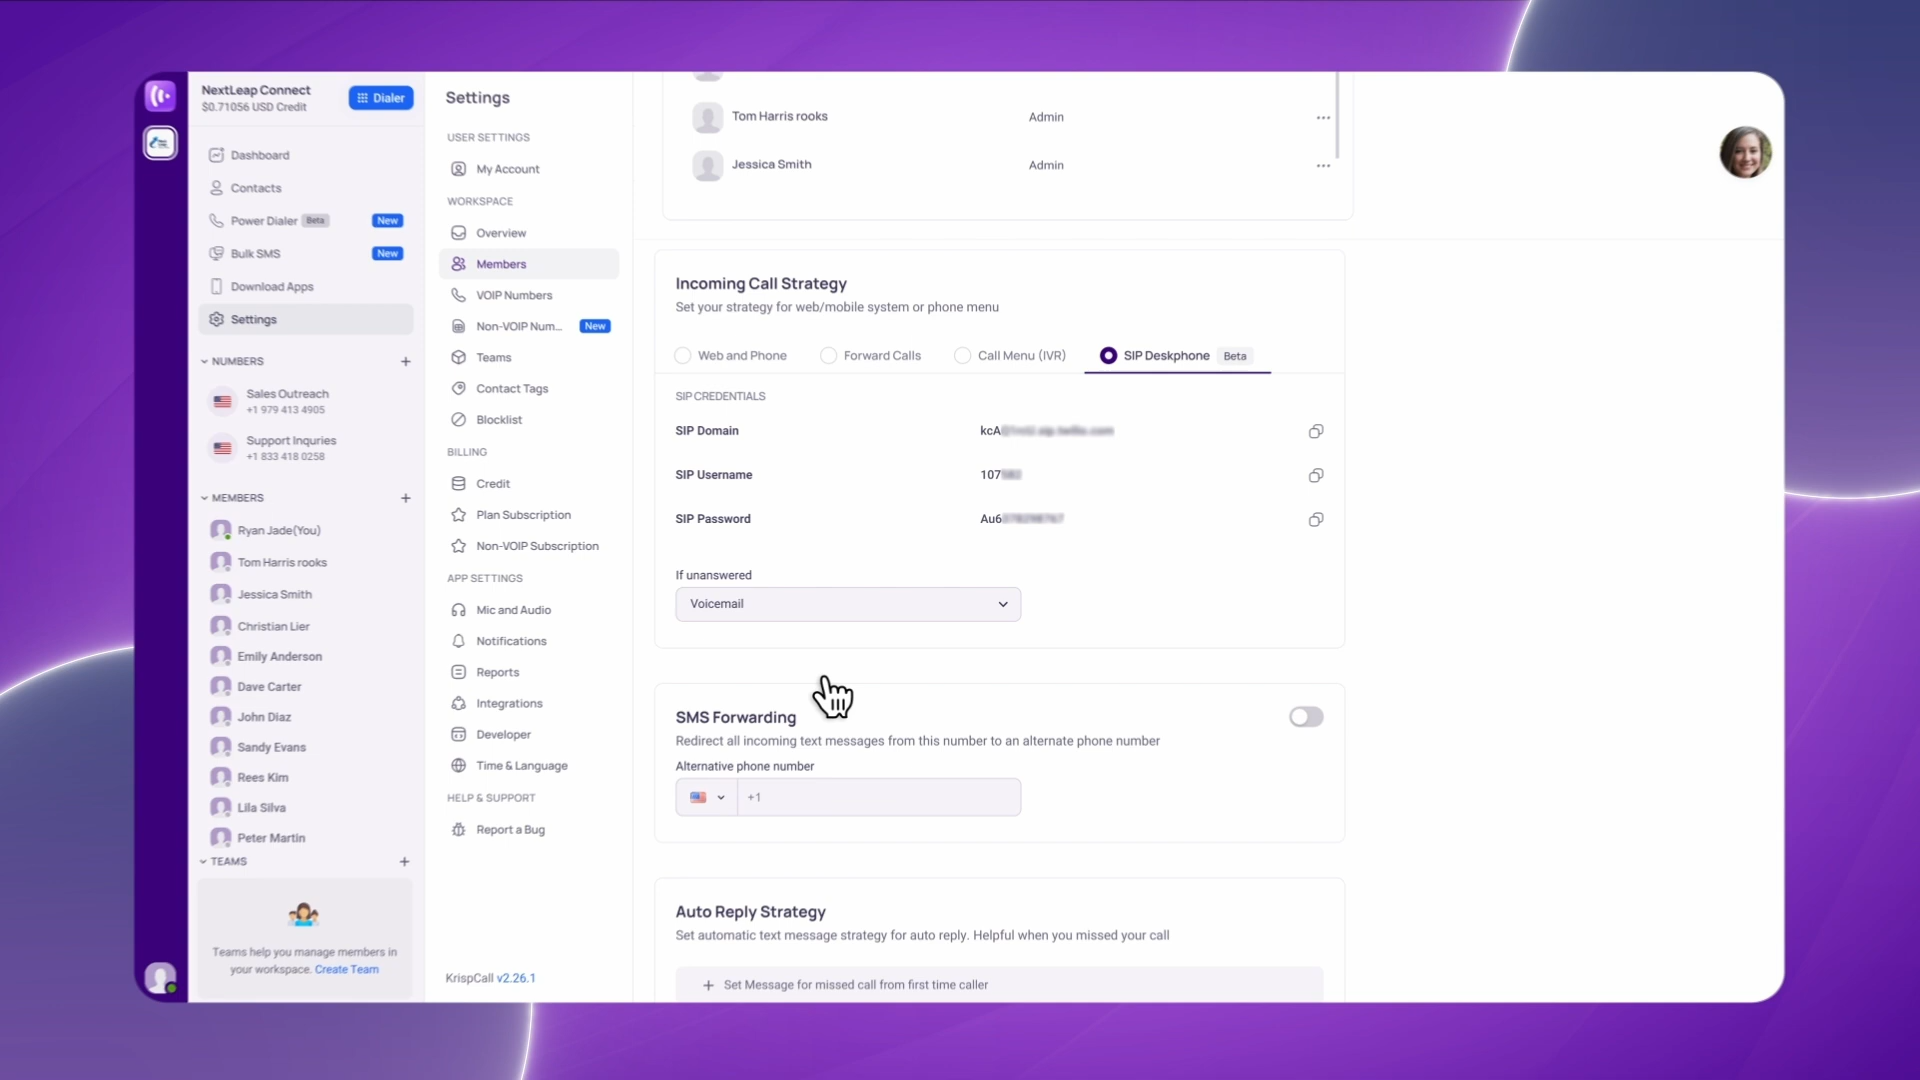 NextLeap Connect
$0.71056 USD Credit
Dialer
Dashboard
Contacts
Power Dialer Beta New
Bulk SMS New
Download Apps
Settings
NUMBERS
Sales Outreach
+1 979 413 4905
Support Inquries
+1 833 418 0258
MEMBERS
Ryan Jade(You)
Tom Harris rooks
Jessica Smith
Christian Lier
Emily Anderson
Dave Carter
John Diaz
Sandy Evans
Rees Kim
Lila Silva
Peter Martin
TEAMS
Teams help you manage members in
your workspace. Create Team
Settings
USER SETTINGS
My Account
WORKSPACE
Overview
Members
VOIP Numbers
Non-VOIP Num... New
Teams
Contact Tags
Blocklist
BILLING
Credit
Plan Subscription
Non-VOIP Subscription
APP SETTINGS
Mic and Audio
Notifications
Reports
Integrations
Developer
Time & Language
HELP & SUPPORT
Report a Bug
KrispCall v2.26.1
Tom Harris rooks Admin
Jessica Smith Admin
Incoming Call Strategy
Set your strategy for web/mobile system or phone menu
Web and Phone Forward Calls Call Menu (IVR) SIP Deskphone Beta
SIP CREDENTIALS
SIP Domain kcA
SIP Username 107
SIP Password Au6
If unanswered
Voicemail
SMS Forwarding
Redirect all incoming text messages from this number to an alternate phone number
Alternative phone number
+1
Auto Reply Strategy
Set automatic text message strategy for auto reply. Helpful when you missed your call
+ Set Message for missed call from first time caller